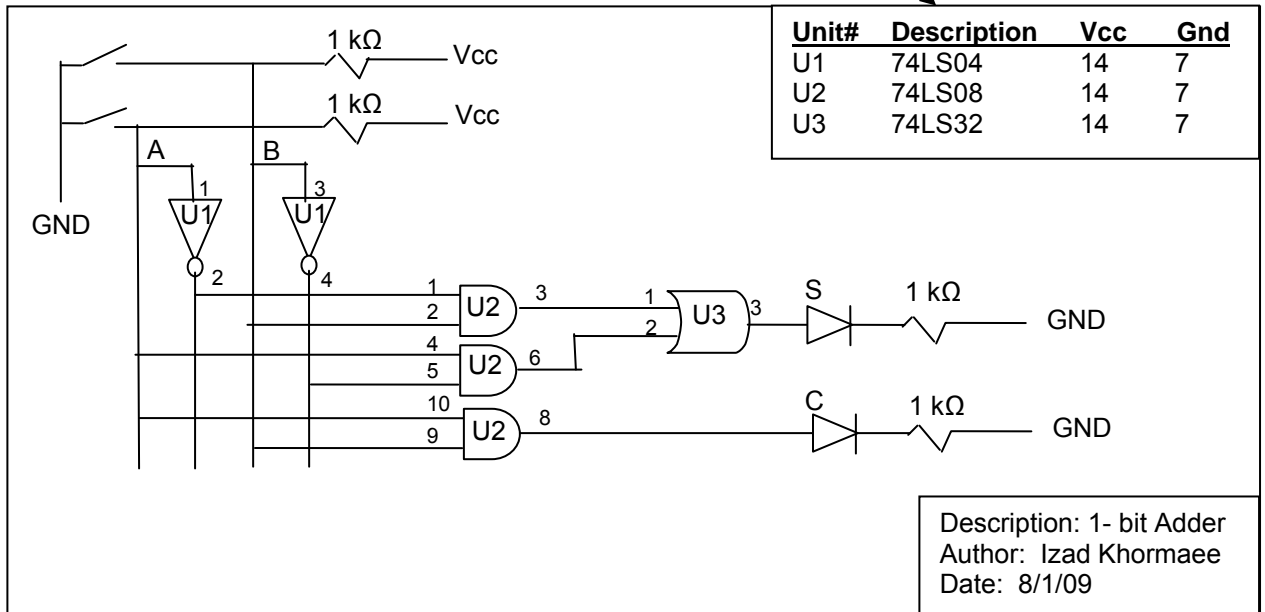 Unit# Description Vcc Gnd
U1 74LS04 14 7
U2 74LS08 14 7
U3 74LS32 14 7
1 kΩ
Vcc
1 kΩ
Vcc
A
B
1
3
U1
U1
GND
2
4
1
2
U2
3
1
2
U3
3
S
1 kΩ
GND
4
5
U2
6
10
9
U2
8
C
1 kΩ
GND
Description: 1- bit Adder
Author: Izad Khormaee
Date: 8/1/09